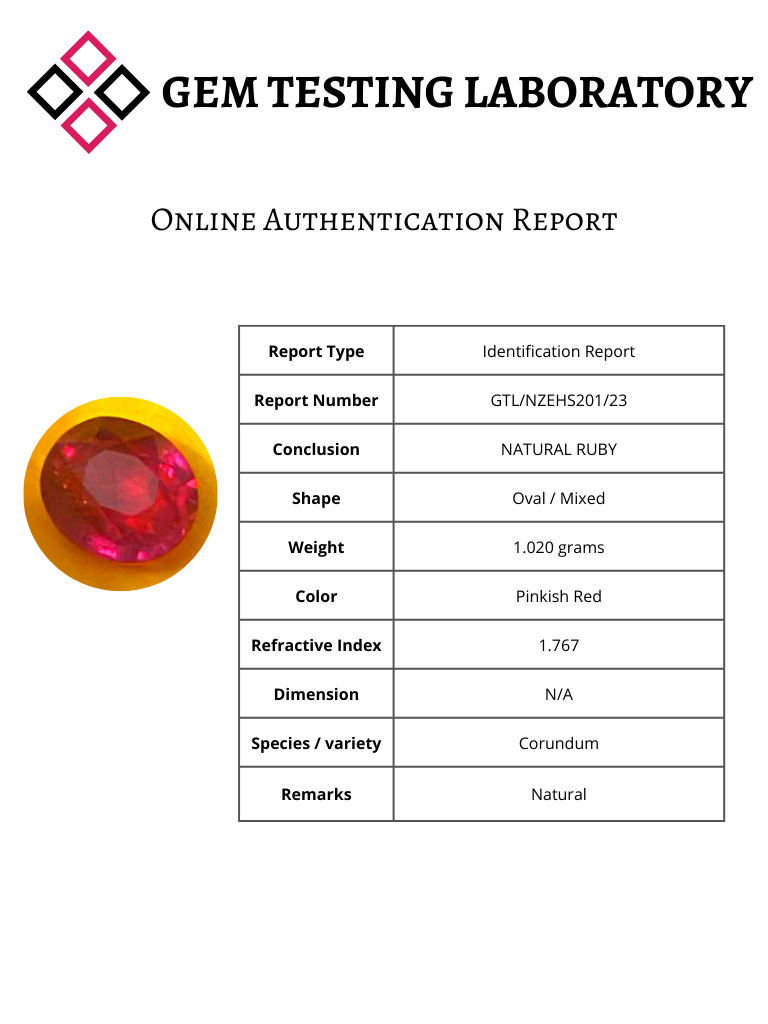 GEM TESTING LABORATORY
Online Authentication Report
Report Type Identification Report
Report Number GTL/NZEHS201/23
Conclusion NATURAL RUBY
Shape Oval / Mixed
Weight 1.020 grams
Color Pinkish Red
Refractive Index 1.767
Dimension N/A
Species / variety Corundum
Remarks Natural